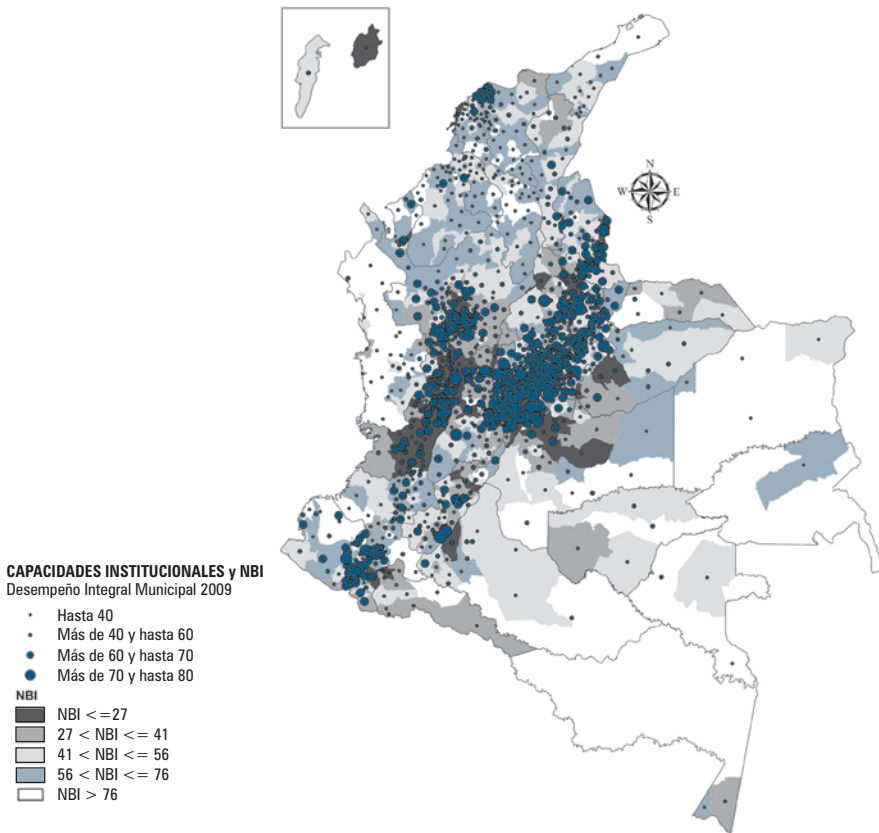 N
W E
S
CAPACIDADES INSTITUCIONALES y NBI
Desempeño Integral Municipal 2009
Hasta 40
Más de 40 y hasta 60
Más de 60 y hasta 70
Más de 70 y hasta 80
NBI
NBI <=27
27 < NBI <= 41
41 < NBI <= 56
56 < NBI <= 76
NBI > 76